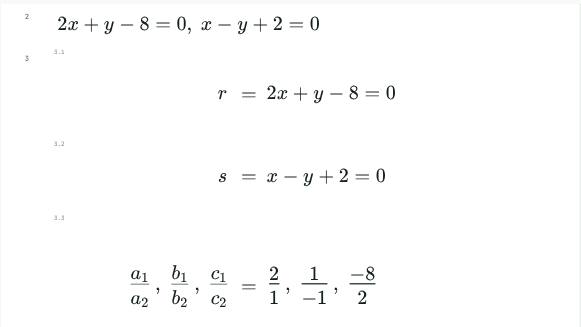 2 2x + y − 8 = 0, x − y + 2 = 0
3 3.1
r = 2x + y − 8 = 0
3.2
s = x − y + 2 = 0
3.3
a₁/a₂, b₁/b₂, c₁/c₂ = 2/1, 1/−1, −8/2